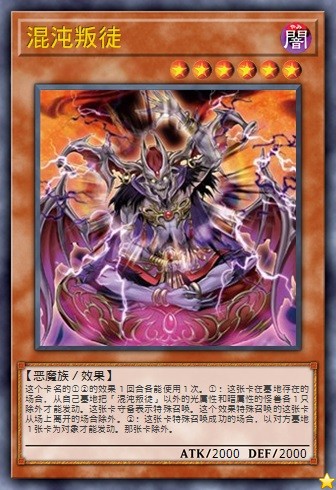 混沌叛徒
闇
【恶魔族／效果】
这个卡名的①②的效果1回合各能使用1次。①：这张卡在墓地存在的
场合，从自己墓地把「混沌叛徒」以外的光属性和暗属性的怪兽各1只
除外才能发动。这张卡守备表示特殊召唤。这个效果特殊召唤的这张卡
从场上离开的场合除外。②：这张卡特殊召唤成功的场合，以对方墓地
1张卡为对象才能发动。那张卡除外。
ATK/2000 DEF/2000